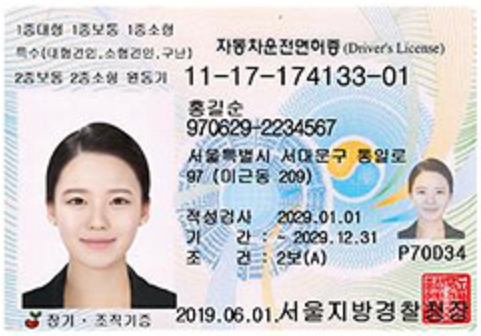 1종대형 1종보통 1종소형
특수(대형견인,소형견인,구난)
2종보통 2종소형 원동기
자동차운전면허증 (Driver's License)
11-17-174133-01
홍길순
970629-2234567
서울특별시 서대문구 통일로
97 (미근동 209)
적성검사 2029.01.01
기 간 : ~ 2029.12.31
조 건 : 2보(A)
P70D34
장기·조직기증
2019.06.01.서울지방경찰청장